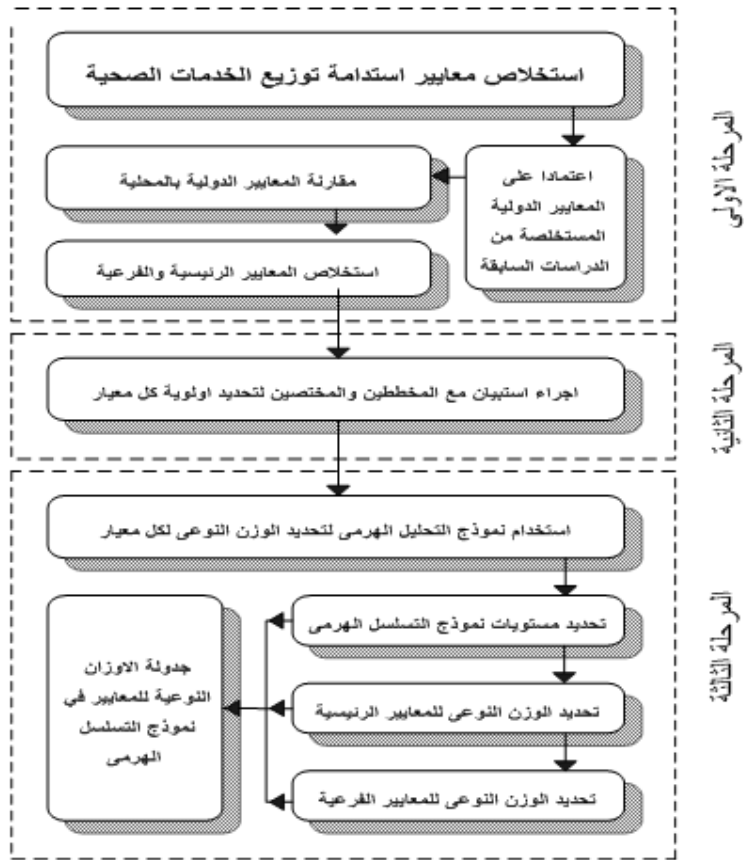 المرحلة الاولى
استخلاص معايير استدامة توزيع الخدمات الصحية
اعتمادا على
المعايير الدولية
المستخلصة من
الدراسات السابقة
مقارنة المعايير الدولية بالمحلية
استخلاص المعايير الرئيسية والفرعية
المرحلة الثانية
اجراء استبيان مع المخططين والمختصين لتحديد اولوية كل معيار
المرحلة الثالثة
استخدام نموذج التحليل الهرمى لتحديد الوزن النوعى لكل معيار
تحديد مستويات نموذج التسلسل الهرمى
تحديد الوزن النوعى للمعايير الرئيسية
تحديد الوزن النوعى للمعايير الفرعية
جدولة الاوزان
النوعية للمعايير في
نموذج التسلسل
الهرمى